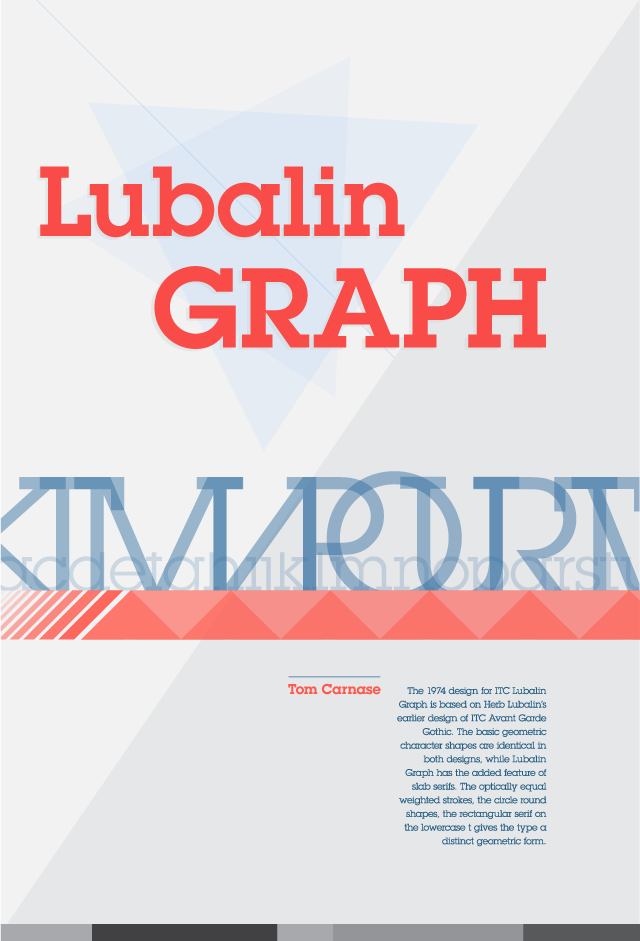 Lubalin
GRAPH
KIMAPORT
Tom Carnase
The 1974 design for ITC Lubalin
Graph is based on Herb Lubalin's
earlier design of ITC Avant Garde
Gothic. The basic geometric
character shapes are identical in
both designs, while Lubalin
Graph has the added feature of
slab serifs. The optically equal
weighted strokes, the circle round
shapes, the rectangular serif on
the lowercase t gives the type a
distinct geometric form.